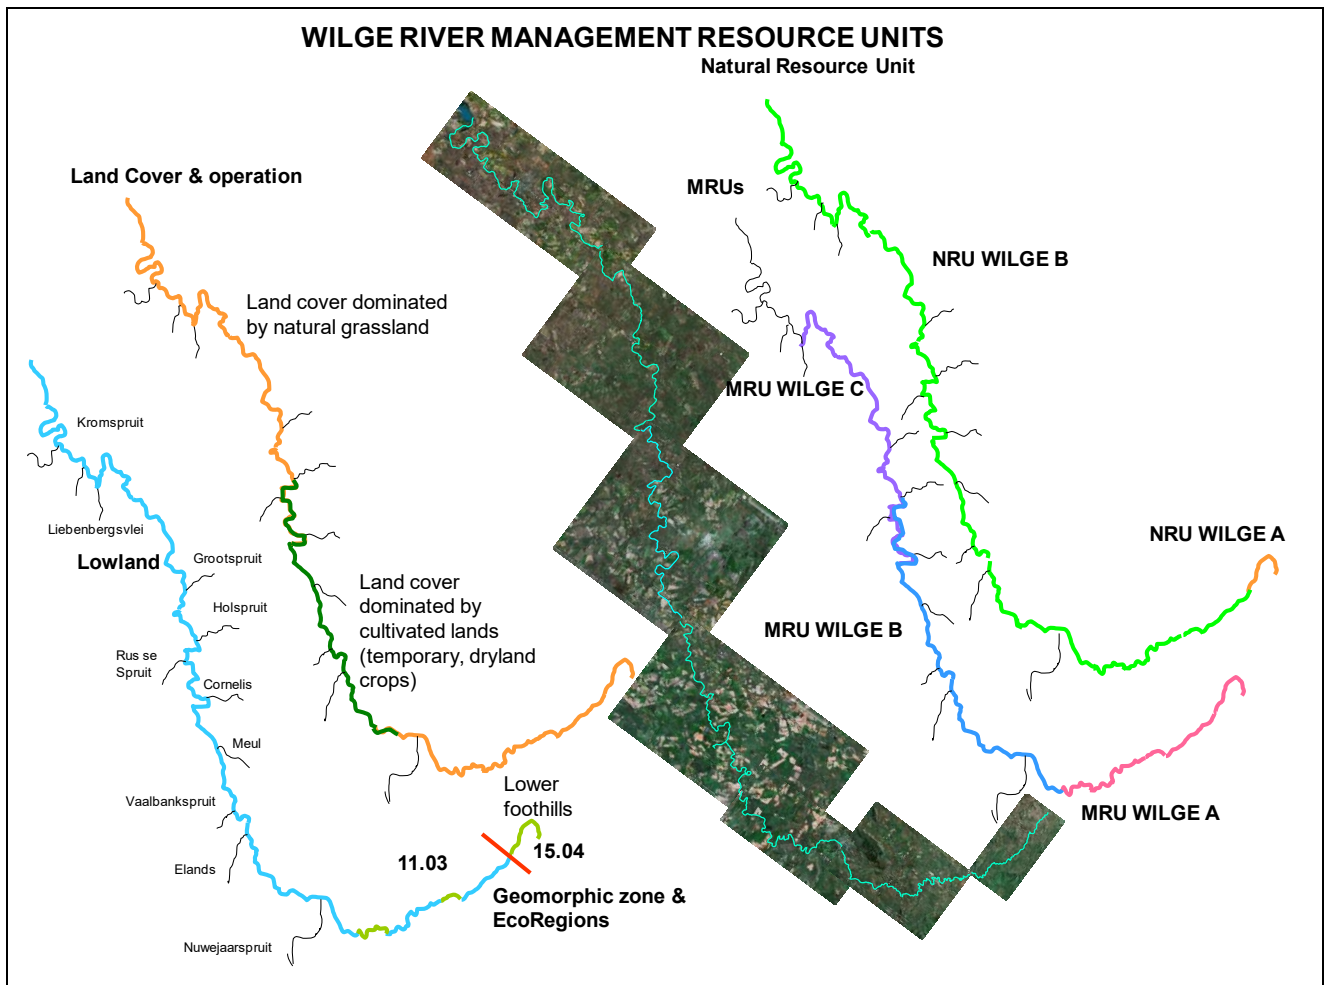 WILGE RIVER MANAGEMENT RESOURCE UNITS
Natural Resource Unit
Land Cover & operation
MRUs
NRU WILGE B
Land cover dominated
by natural grassland
MRU WILGE C
Kromspruit
Liebenbergsvlei
Lowland
Grootspruit
NRU WILGE A
Land cover
dominated by
cultivated lands
(temporary, dryland
crops)
Holspruit
MRU WILGE B
Rus se
Spruit
Cornelis
Meul
Vaalbankspruit
Lower
foothills
MRU WILGE A
11.03
15.04
Elands
Geomorphic zone &
EcoRegions
Nuwejaarspruit